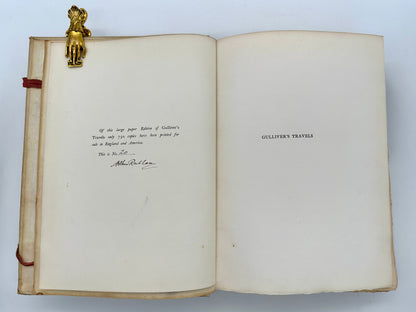 Of this large paper Edition of Gulliver's
Travels only 750 copies have been printed for
sale in England and America.
This is No.
Arthur Rackham
GULLIVER'S TRAVELS